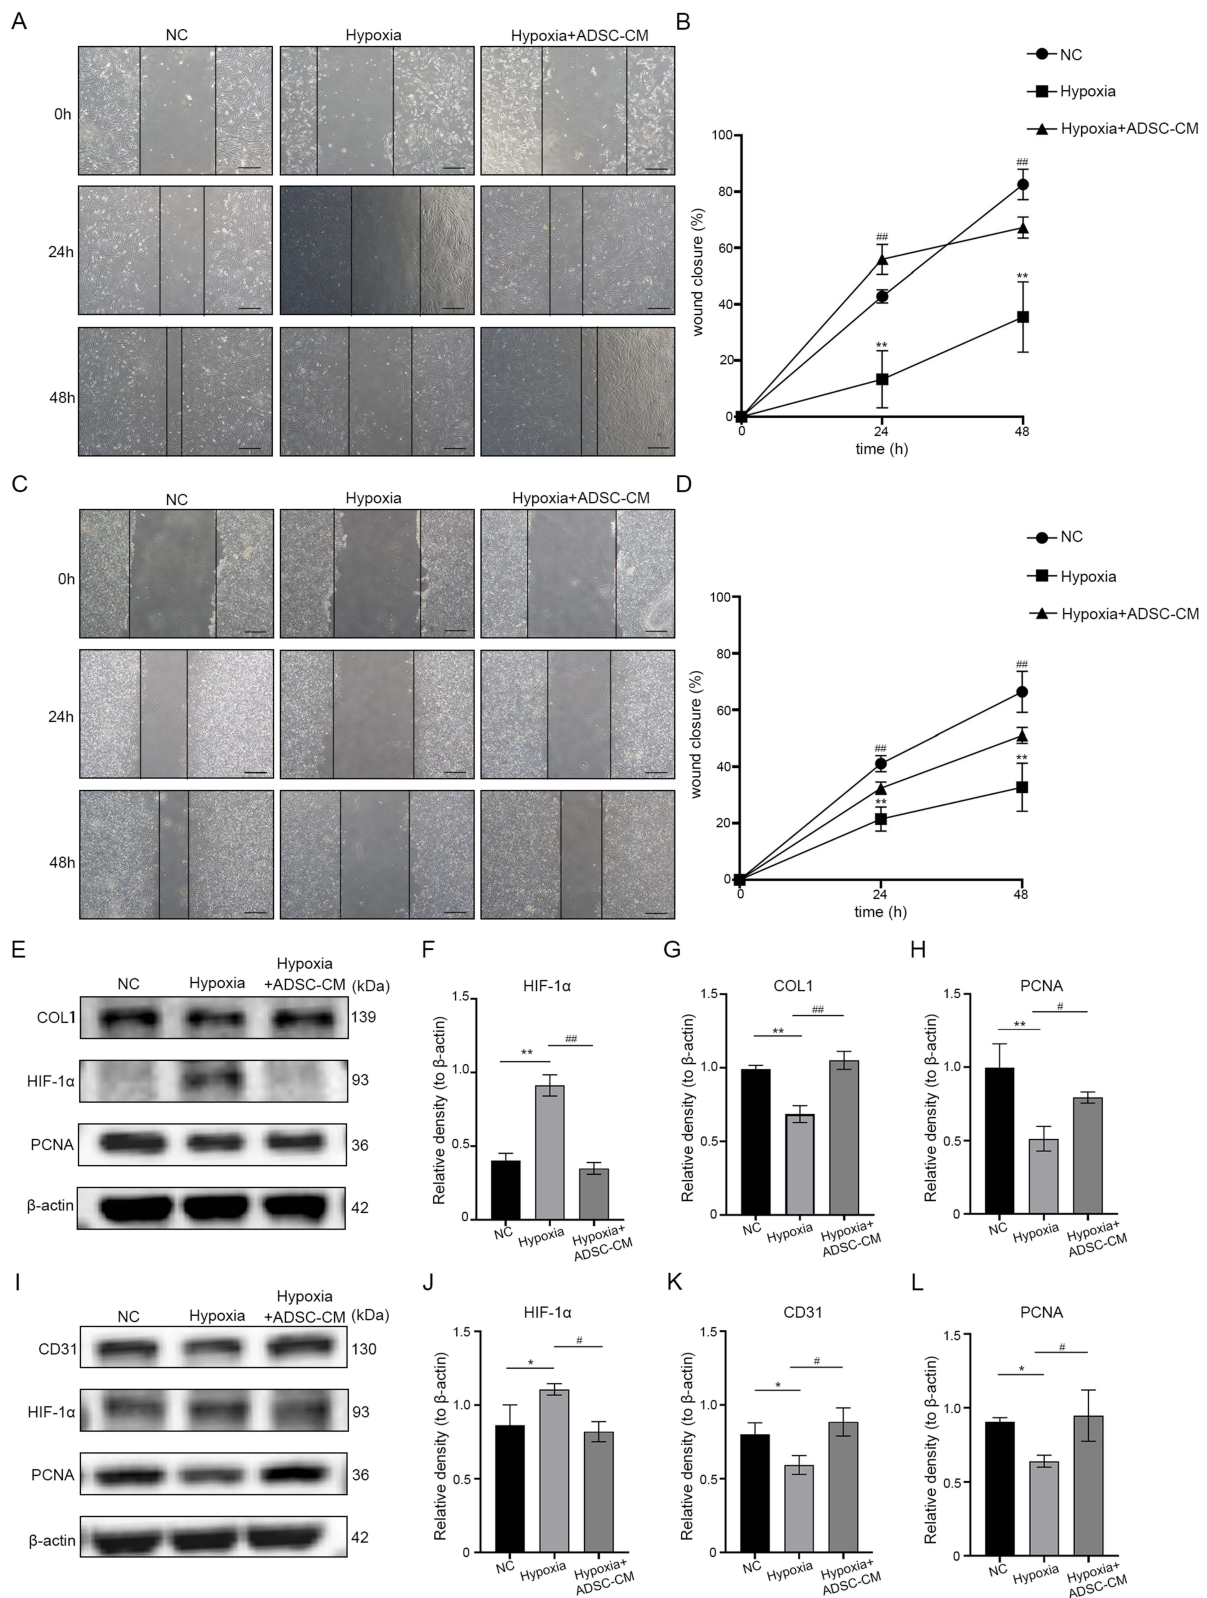 A
NC
Hypoxia
Hypoxia+ADSC-CM
0h
24h
48h
B
NC
Hypoxia
Hypoxia+ADSC-CM
wound closure (%)
100
80
60
40
20
0
##
##
**
**
0
24
48
time (h)
C
NC
Hypoxia
Hypoxia+ADSC-CM
0h
24h
48h
D
NC
Hypoxia
Hypoxia+ADSC-CM
wound closure (%)
100
80
60
40
20
0
##
##
**
**
0
24
48
time (h)
E
NC
Hypoxia
Hypoxia
+ADSC-CM
(kDa)
COL1
139
HIF-1α
93
PCNA
36
β-actin
42
F
HIF-1α
Relative density (to β-actin)
1.5
1.0
0.5
0
**
##
NC
Hypoxia
Hypoxia+
ADSC-CM
G
COL1
Relative density (to β-actin)
1.5
1.0
0.5
0
**
##
NC
Hypoxia
Hypoxia+
ADSC-CM
H
PCNA
Relative density (to β-actin)
1.5
1.0
0.5
0
**
#
NC
Hypoxia
Hypoxia+
ADSC-CM
I
NC
Hypoxia
Hypoxia
+ADSC-CM
(kDa)
CD31
130
HIF-1α
93
PCNA
36
β-actin
42
J
HIF-1α
Relative density (to β-actin)
1.5
1.0
0.5
0
*
#
NC
Hypoxia
Hypoxia+
ADSC-CM
K
CD31
Relative density (to β-actin)
1.5
1.0
0.5
0
*
#
NC
Hypoxia
Hypoxia+
ADSC-CM
L
PCNA
Relative density (to β-actin)
1.5
1.0
0.5
0
*
#
NC
Hypoxia
Hypoxia+
ADSC-CM